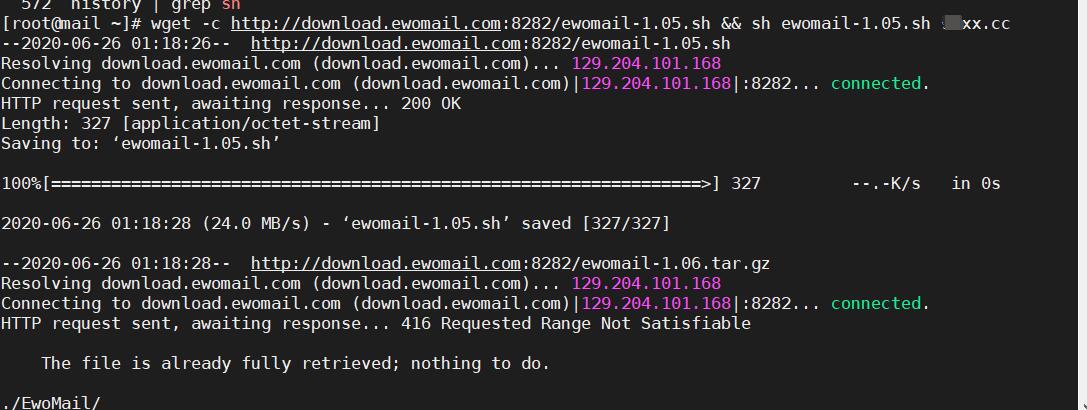 572  history | grep sh
[root@mail ~]# wget -c http://download.ewomail.com:8282/ewomail-1.05.sh && sh ewomail-1.05.sh xx.cc
--2020-06-26 01:18:26--  http://download.ewomail.com:8282/ewomail-1.05.sh
Resolving download.ewomail.com (download.ewomail.com)... 129.204.101.168
Connecting to download.ewomail.com (download.ewomail.com)|129.204.101.168|:8282... connected.
HTTP request sent, awaiting response... 200 OK
Length: 327 [application/octet-stream]
Saving to: ‘ewomail-1.05.sh’
100%[=================================================================>] 327         --.-K/s   in 0s
2020-06-26 01:18:28 (24.0 MB/s) - ‘ewomail-1.05.sh’ saved [327/327]
--2020-06-26 01:18:28--  http://download.ewomail.com:8282/ewomail-1.06.tar.gz
Resolving download.ewomail.com (download.ewomail.com)... 129.204.101.168
Connecting to download.ewomail.com (download.ewomail.com)|129.204.101.168|:8282... connected.
HTTP request sent, awaiting response... 416 Requested Range Not Satisfiable
The file is already fully retrieved; nothing to do.
./EwoMail/